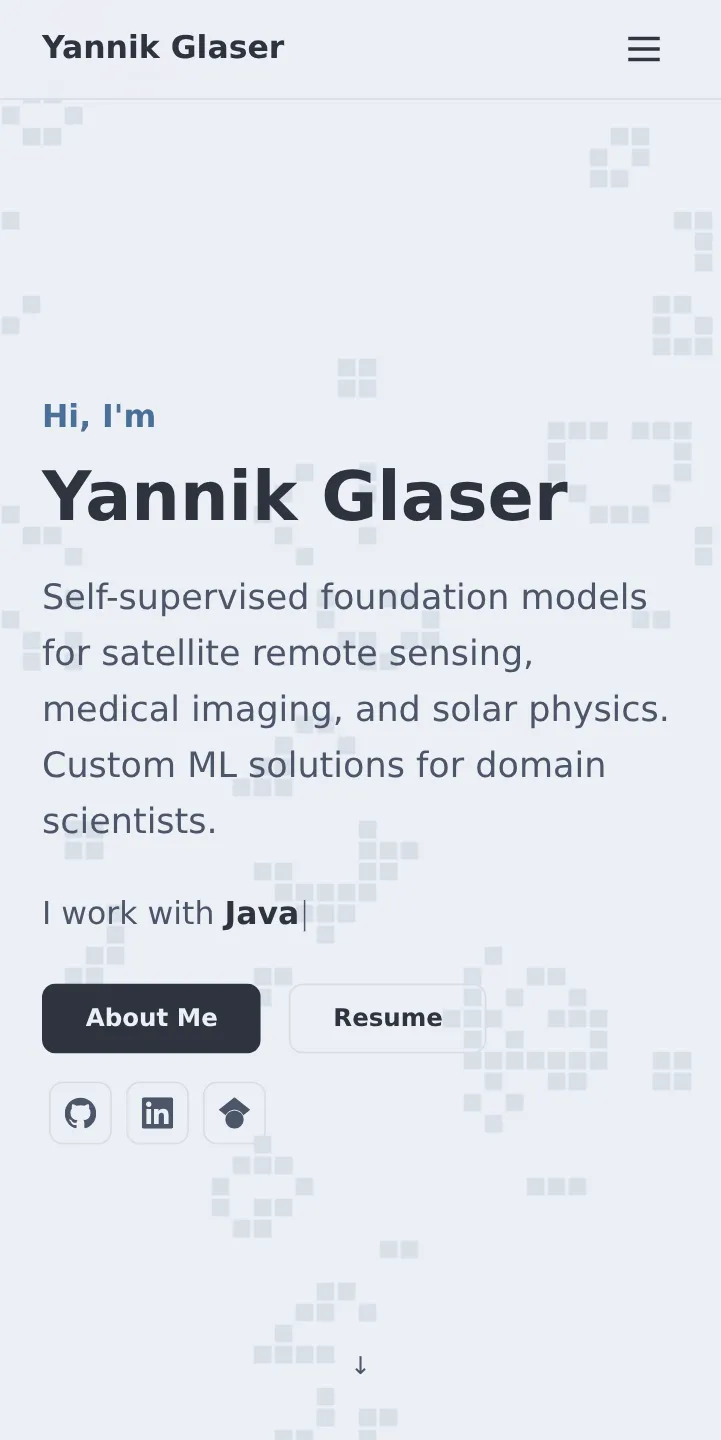 Yannik Glaser
Hi, I'm
Yannik Glaser
Self-supervised foundation models
for satellite remote sensing,
medical imaging, and solar physics.
Custom ML solutions for domain
scientists.
I work with Java|
About Me
Resume
in
↓